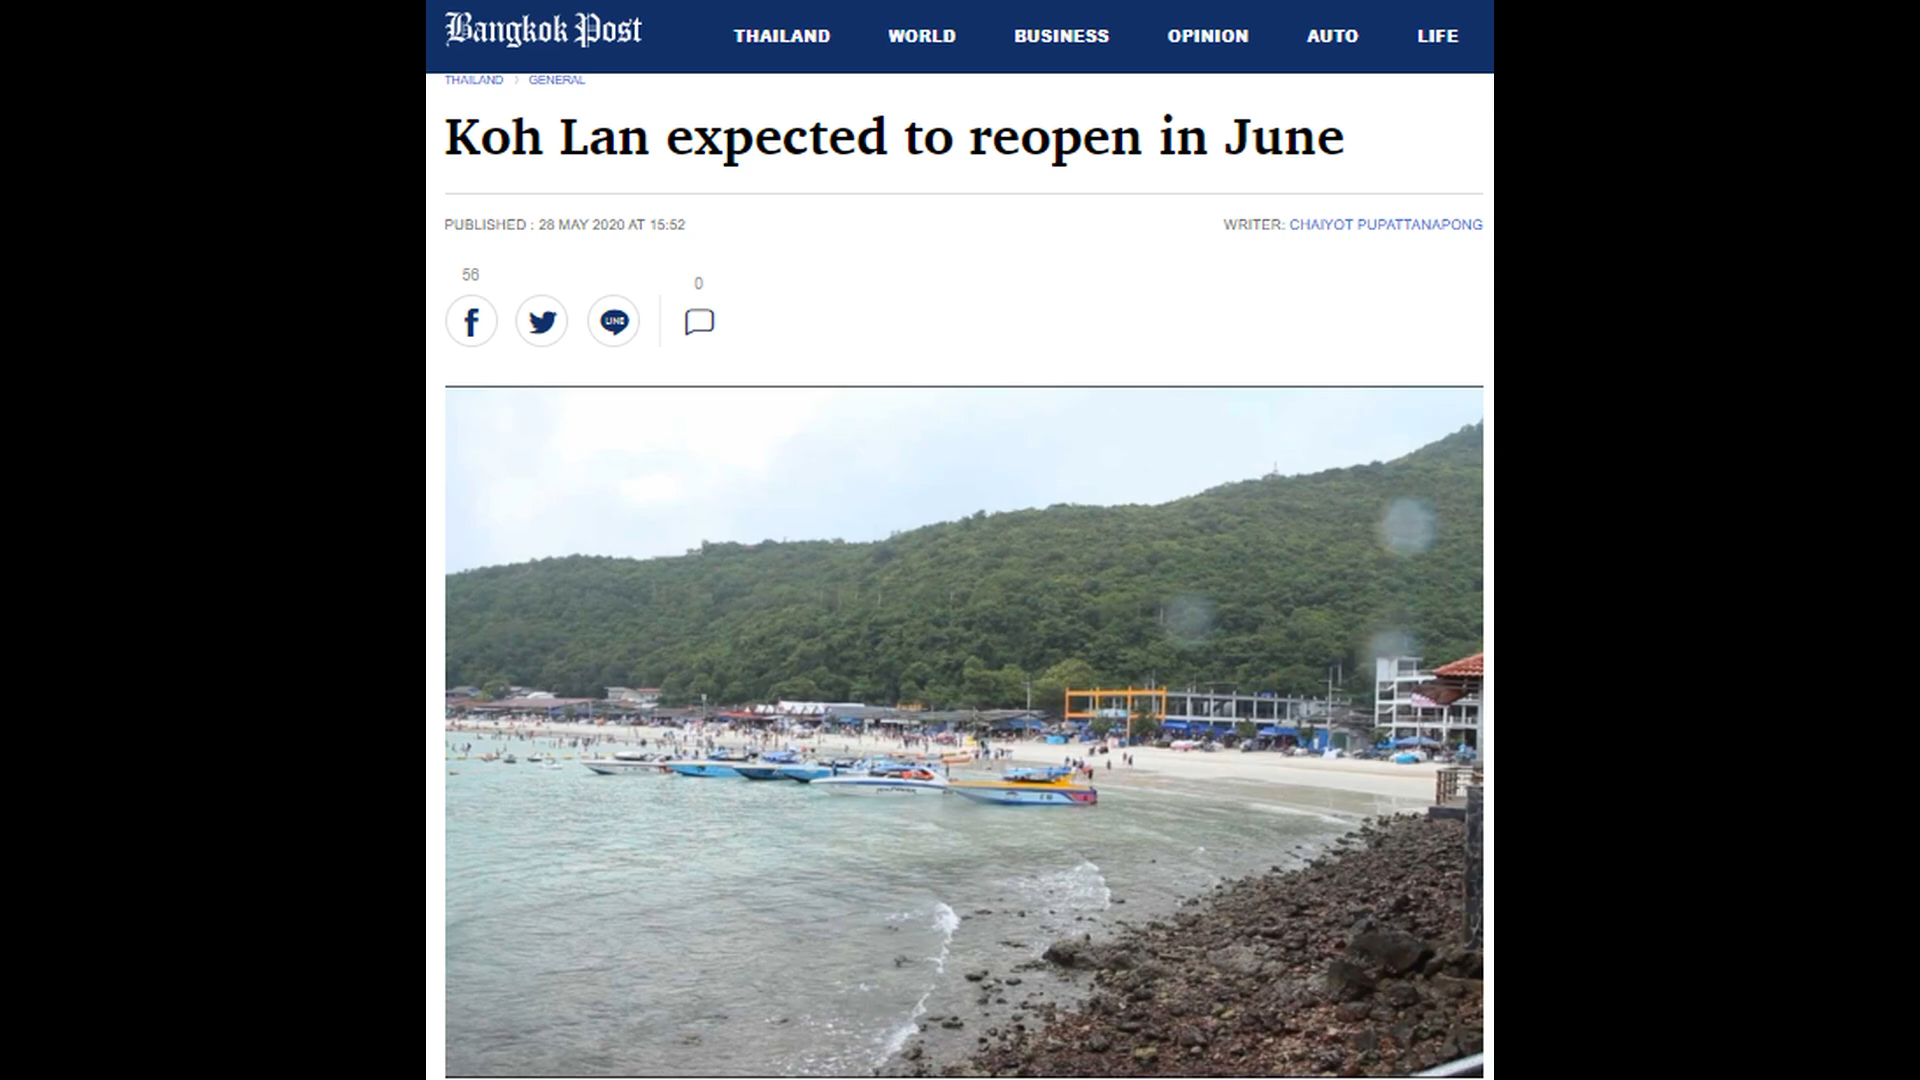 Bangkok Post
THAILAND WORLD BUSINESS OPINION AUTO LIFE
THAILAND > GENERAL
Koh Lan expected to reopen in June
PUBLISHED : 28 MAY 2020 AT 15:52
WRITER: CHAIYOT PUPATTANAPONG
56
0
f
LINE